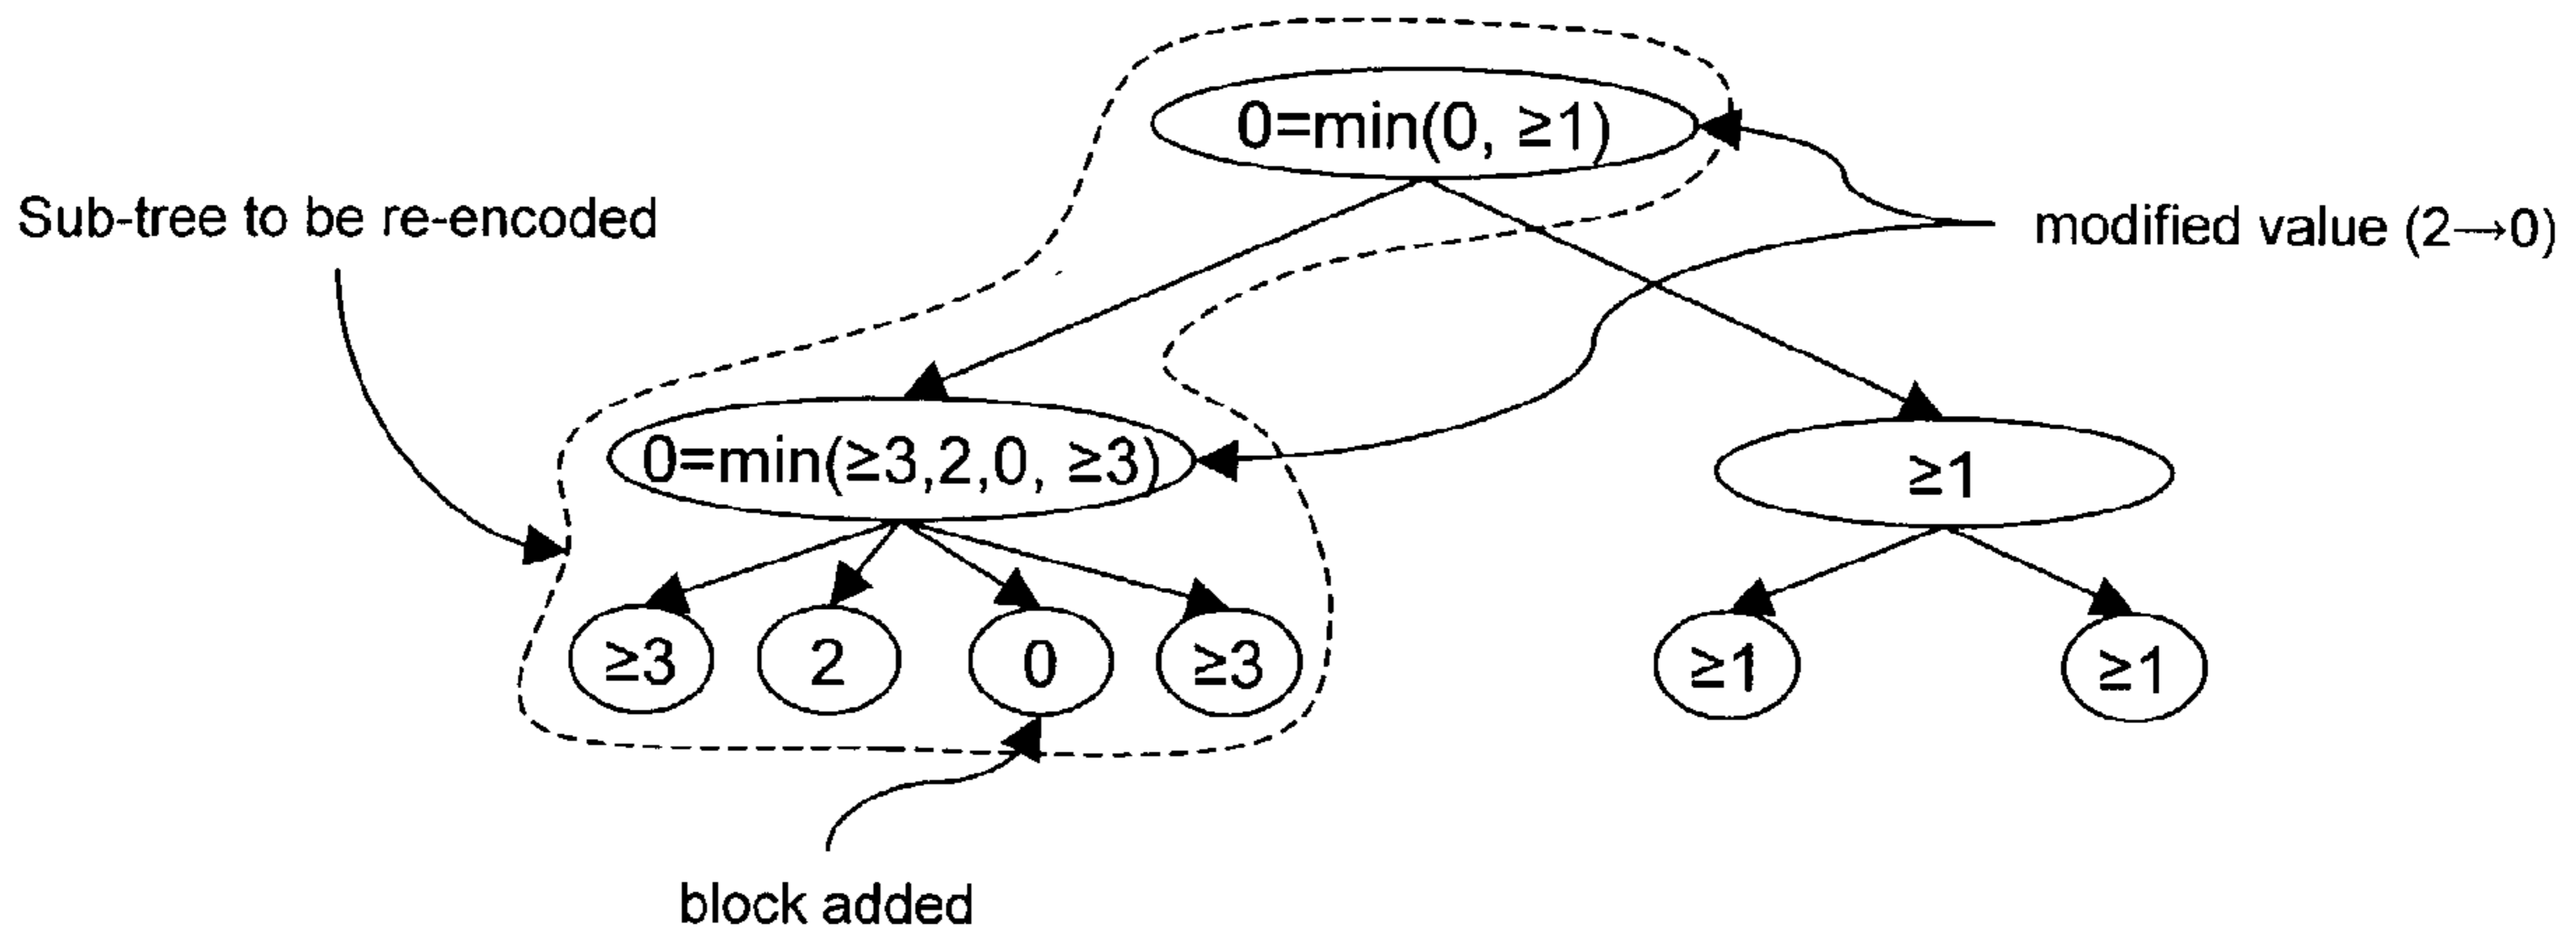 0=min(0, ≥1)
Sub-tree to be re-encoded
modified value (2→0)
0=min(≥3,2,0, ≥3)
≥1
≥3
2
0
≥3
≥1
≥1
block added